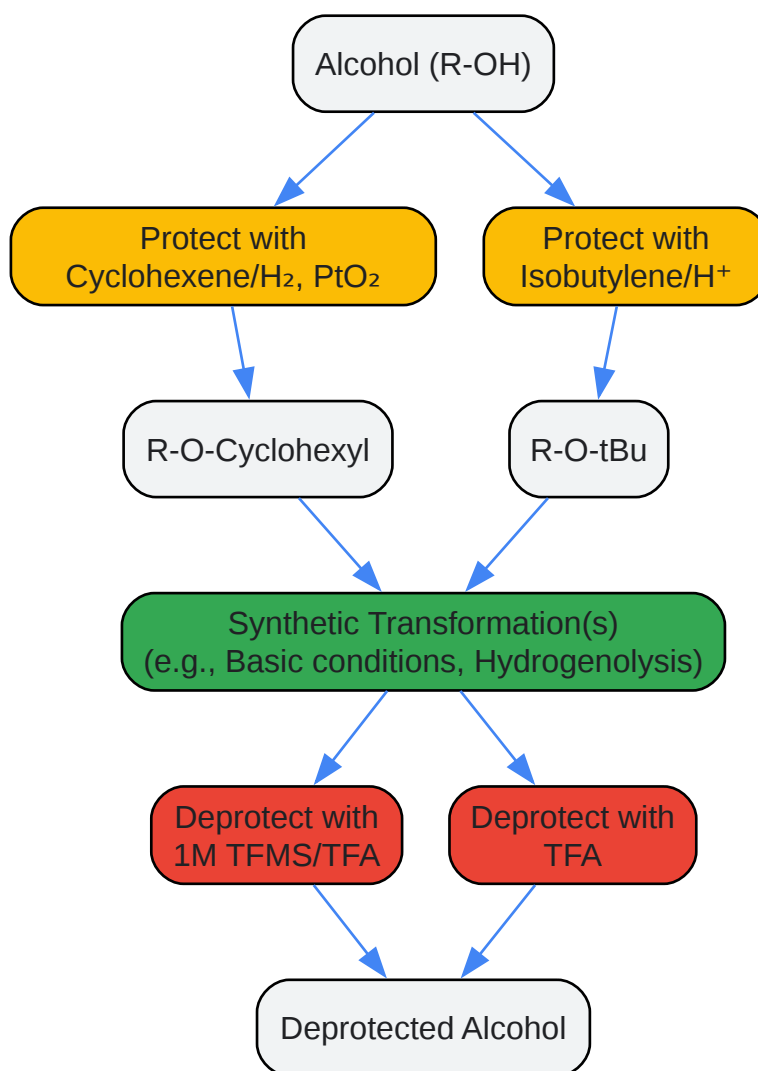 Alcohol (R-OH)
Protect with
Cyclohexene/H₂, PtO₂
Protect with
Isobutylene/H⁺
R-O-Cyclohexyl
R-O-tBu
Synthetic Transformation(s)
(e.g., Basic conditions, Hydrogenolysis)
Deprotect with
1M TFMS/TFA
Deprotect with
TFA
Deprotected Alcohol